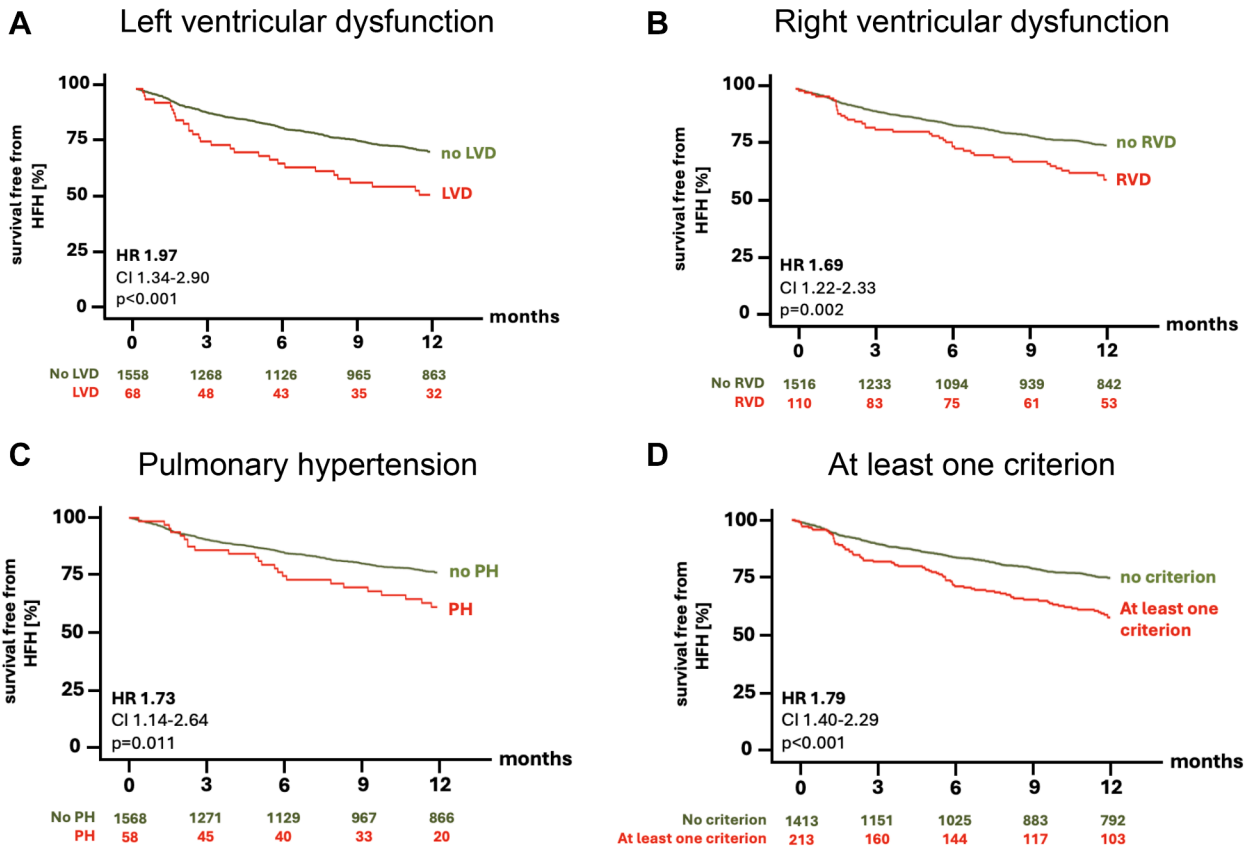 A
Left ventricular dysfunction
survival free from
HFH [%]
100
75
50
25
0
no LVD
LVD
HR 1.97
CI 1.34-2.90
p<0.001
months
0 3 6 9 12
No LVD 1558 1268 1126 965 863
LVD 68 48 43 35 32
B
Right ventricular dysfunction
survival free from
HFH [%]
100
75
50
25
0
no RVD
RVD
HR 1.69
CI 1.22-2.33
p=0.002
months
0 3 6 9 12
No RVD 1516 1233 1094 939 842
RVD 110 83 75 61 53
C
Pulmonary hypertension
survival free from
HFH [%]
100
75
50
25
0
no PH
PH
HR 1.73
CI 1.14-2.64
p=0.011
months
0 3 6 9 12
No PH 1568 1271 1129 967 866
PH 58 45 40 33 20
D
At least one criterion
survival free from
HFH [%]
100
75
50
25
0
no criterion
At least one
criterion
HR 1.79
CI 1.40-2.29
p<0.001
months
0 3 6 9 12
No criterion 1413 1151 1025 883 792
At least one criterion 213 160 144 117 103